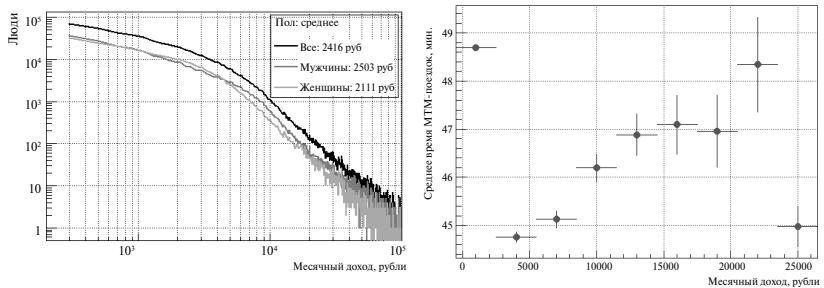 Люди
10⁵
10⁴
10³
10²
10
1
Пол: среднее
Все: 2416 руб
Мужчины: 2503 руб
Женщины: 2111 руб
10³
10⁴
10⁵
Месячный доход, рубли
Среднее время МТМ-поездок, мин.
49
48
47
46
45
0
5000
10000
15000
20000
25000
Месячный доход, рубли